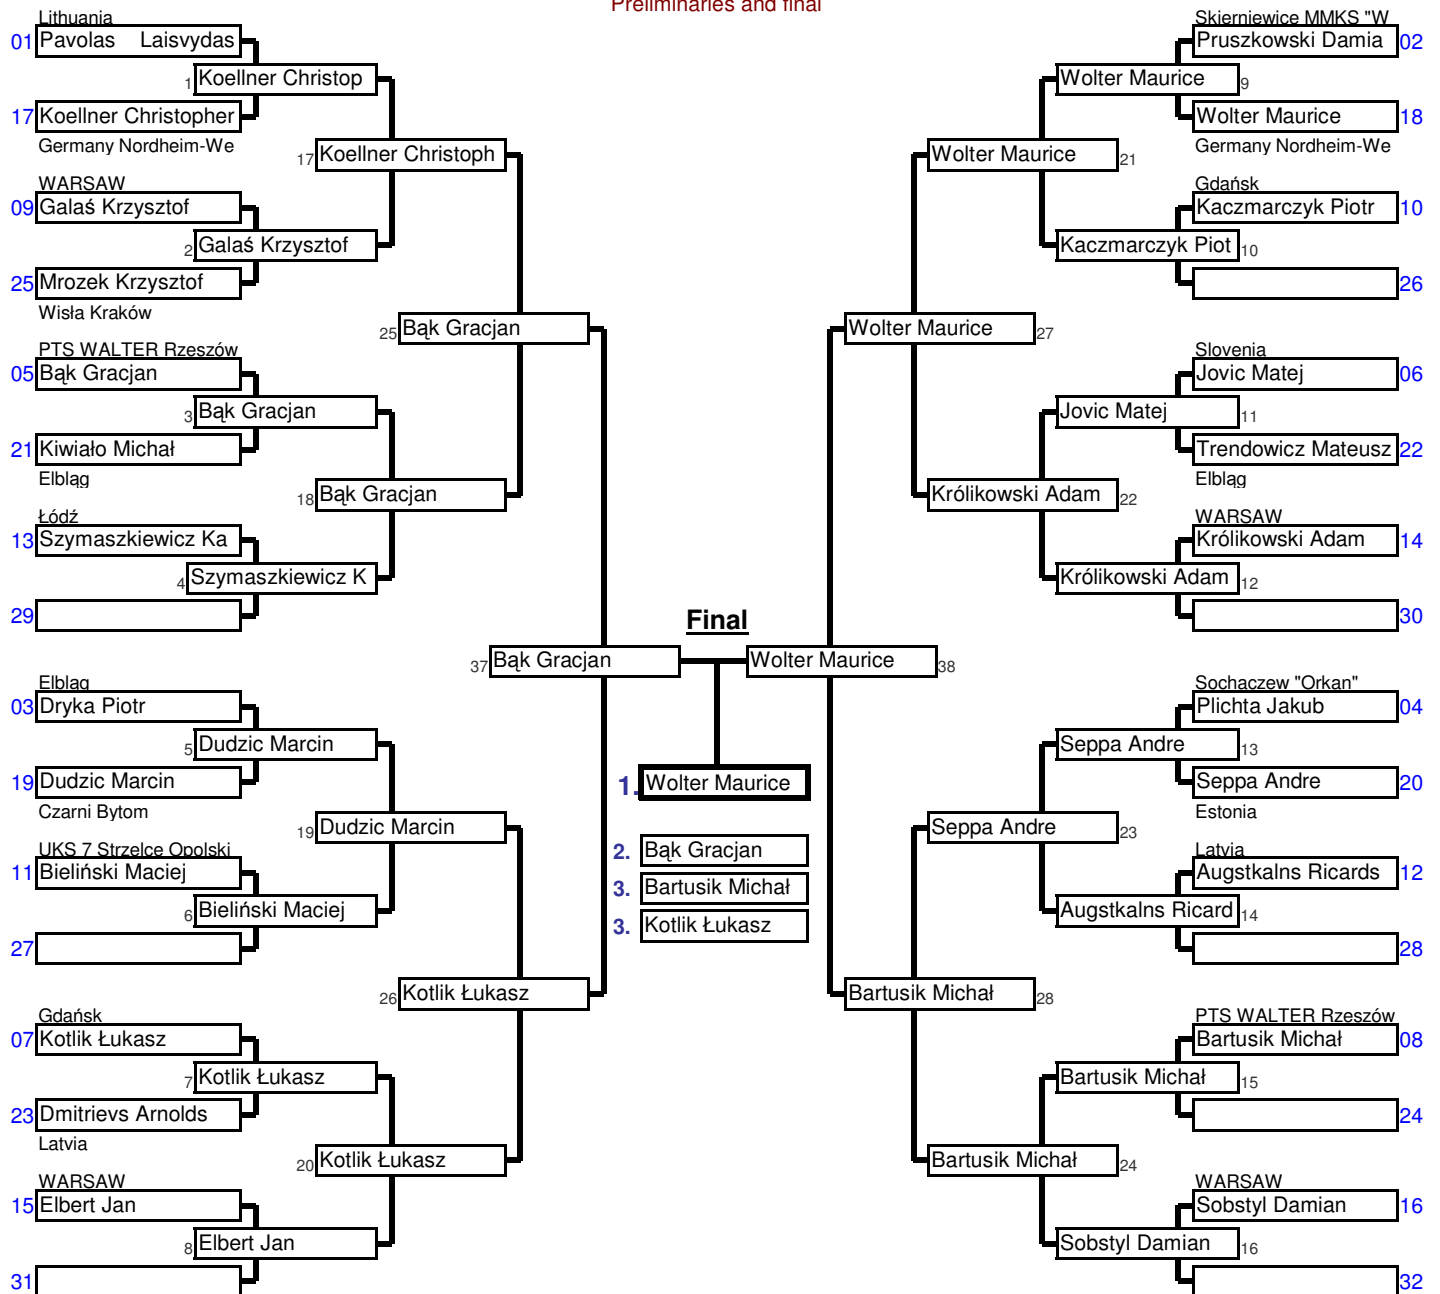 Preliminaries and final
Lithuania
01 Pavolas Laisvydas
1 Koellner Christop
17 Koellner Christopher
Germany Nordheim-We
17 Koellner Christoph
WARSAW
09 Galaś Krzysztof
2 Galaś Krzysztof
25 Mrozek Krzysztof
Wisła Kraków
25 Bąk Gracjan
PTS WALTER Rzeszów
05 Bąk Gracjan
3 Bąk Gracjan
21 Kiwiało Michał
Elbląg
18 Bąk Gracjan
Łódź
13 Szymaszkiewicz Ka
4 Szymaszkiewicz K
29
37 Bąk Gracjan
Elbląg
03 Dryka Piotr
5 Dudzic Marcin
19 Dudzic Marcin
Czarni Bytom
19 Dudzic Marcin
UKS 7 Strzelce Opolski
11 Bieliński Maciej
6 Bieliński Maciej
27
26 Kotlik Łukasz
Gdańsk
07 Kotlik Łukasz
7 Kotlik Łukasz
23 Dmitrievs Arnolds
Latvia
20 Kotlik Łukasz
WARSAW
15 Elbert Jan
8 Elbert Jan
31
Final
1. Wolter Maurice
2. Bąk Gracjan
3. Bartusik Michał
3. Kotlik Łukasz
Skierniewice MMKS "W
Pruszkowski Damia 02
Wolter Maurice 9
Wolter Maurice 18
Germany Nordheim-We
Wolter Maurice 21
Gdańsk
Kaczmarczyk Piotr 10
Kaczmarczyk Piot 10
26
Wolter Maurice 27
Slovenia
Jovic Matej 06
Jovic Matej 11
Trendowicz Mateusz 22
Elbląg
Królikowski Adam 22
WARSAW
Królikowski Adam 14
Królikowski Adam 12
30
Wolter Maurice 38
Sochaczew "Orkan"
Plichta Jakub 04
Seppa Andre 13
Seppa Andre 20
Estonia
Seppa Andre 23
Latvia
Augstkalns Ricards 12
Augstkalns Ricard 14
28
Bartusik Michał 28
PTS WALTER Rzeszów
Bartusik Michał 08
Bartusik Michał 15
24
Bartusik Michał 24
WARSAW
Sobstyl Damian 16
Sobstyl Damian 16
32